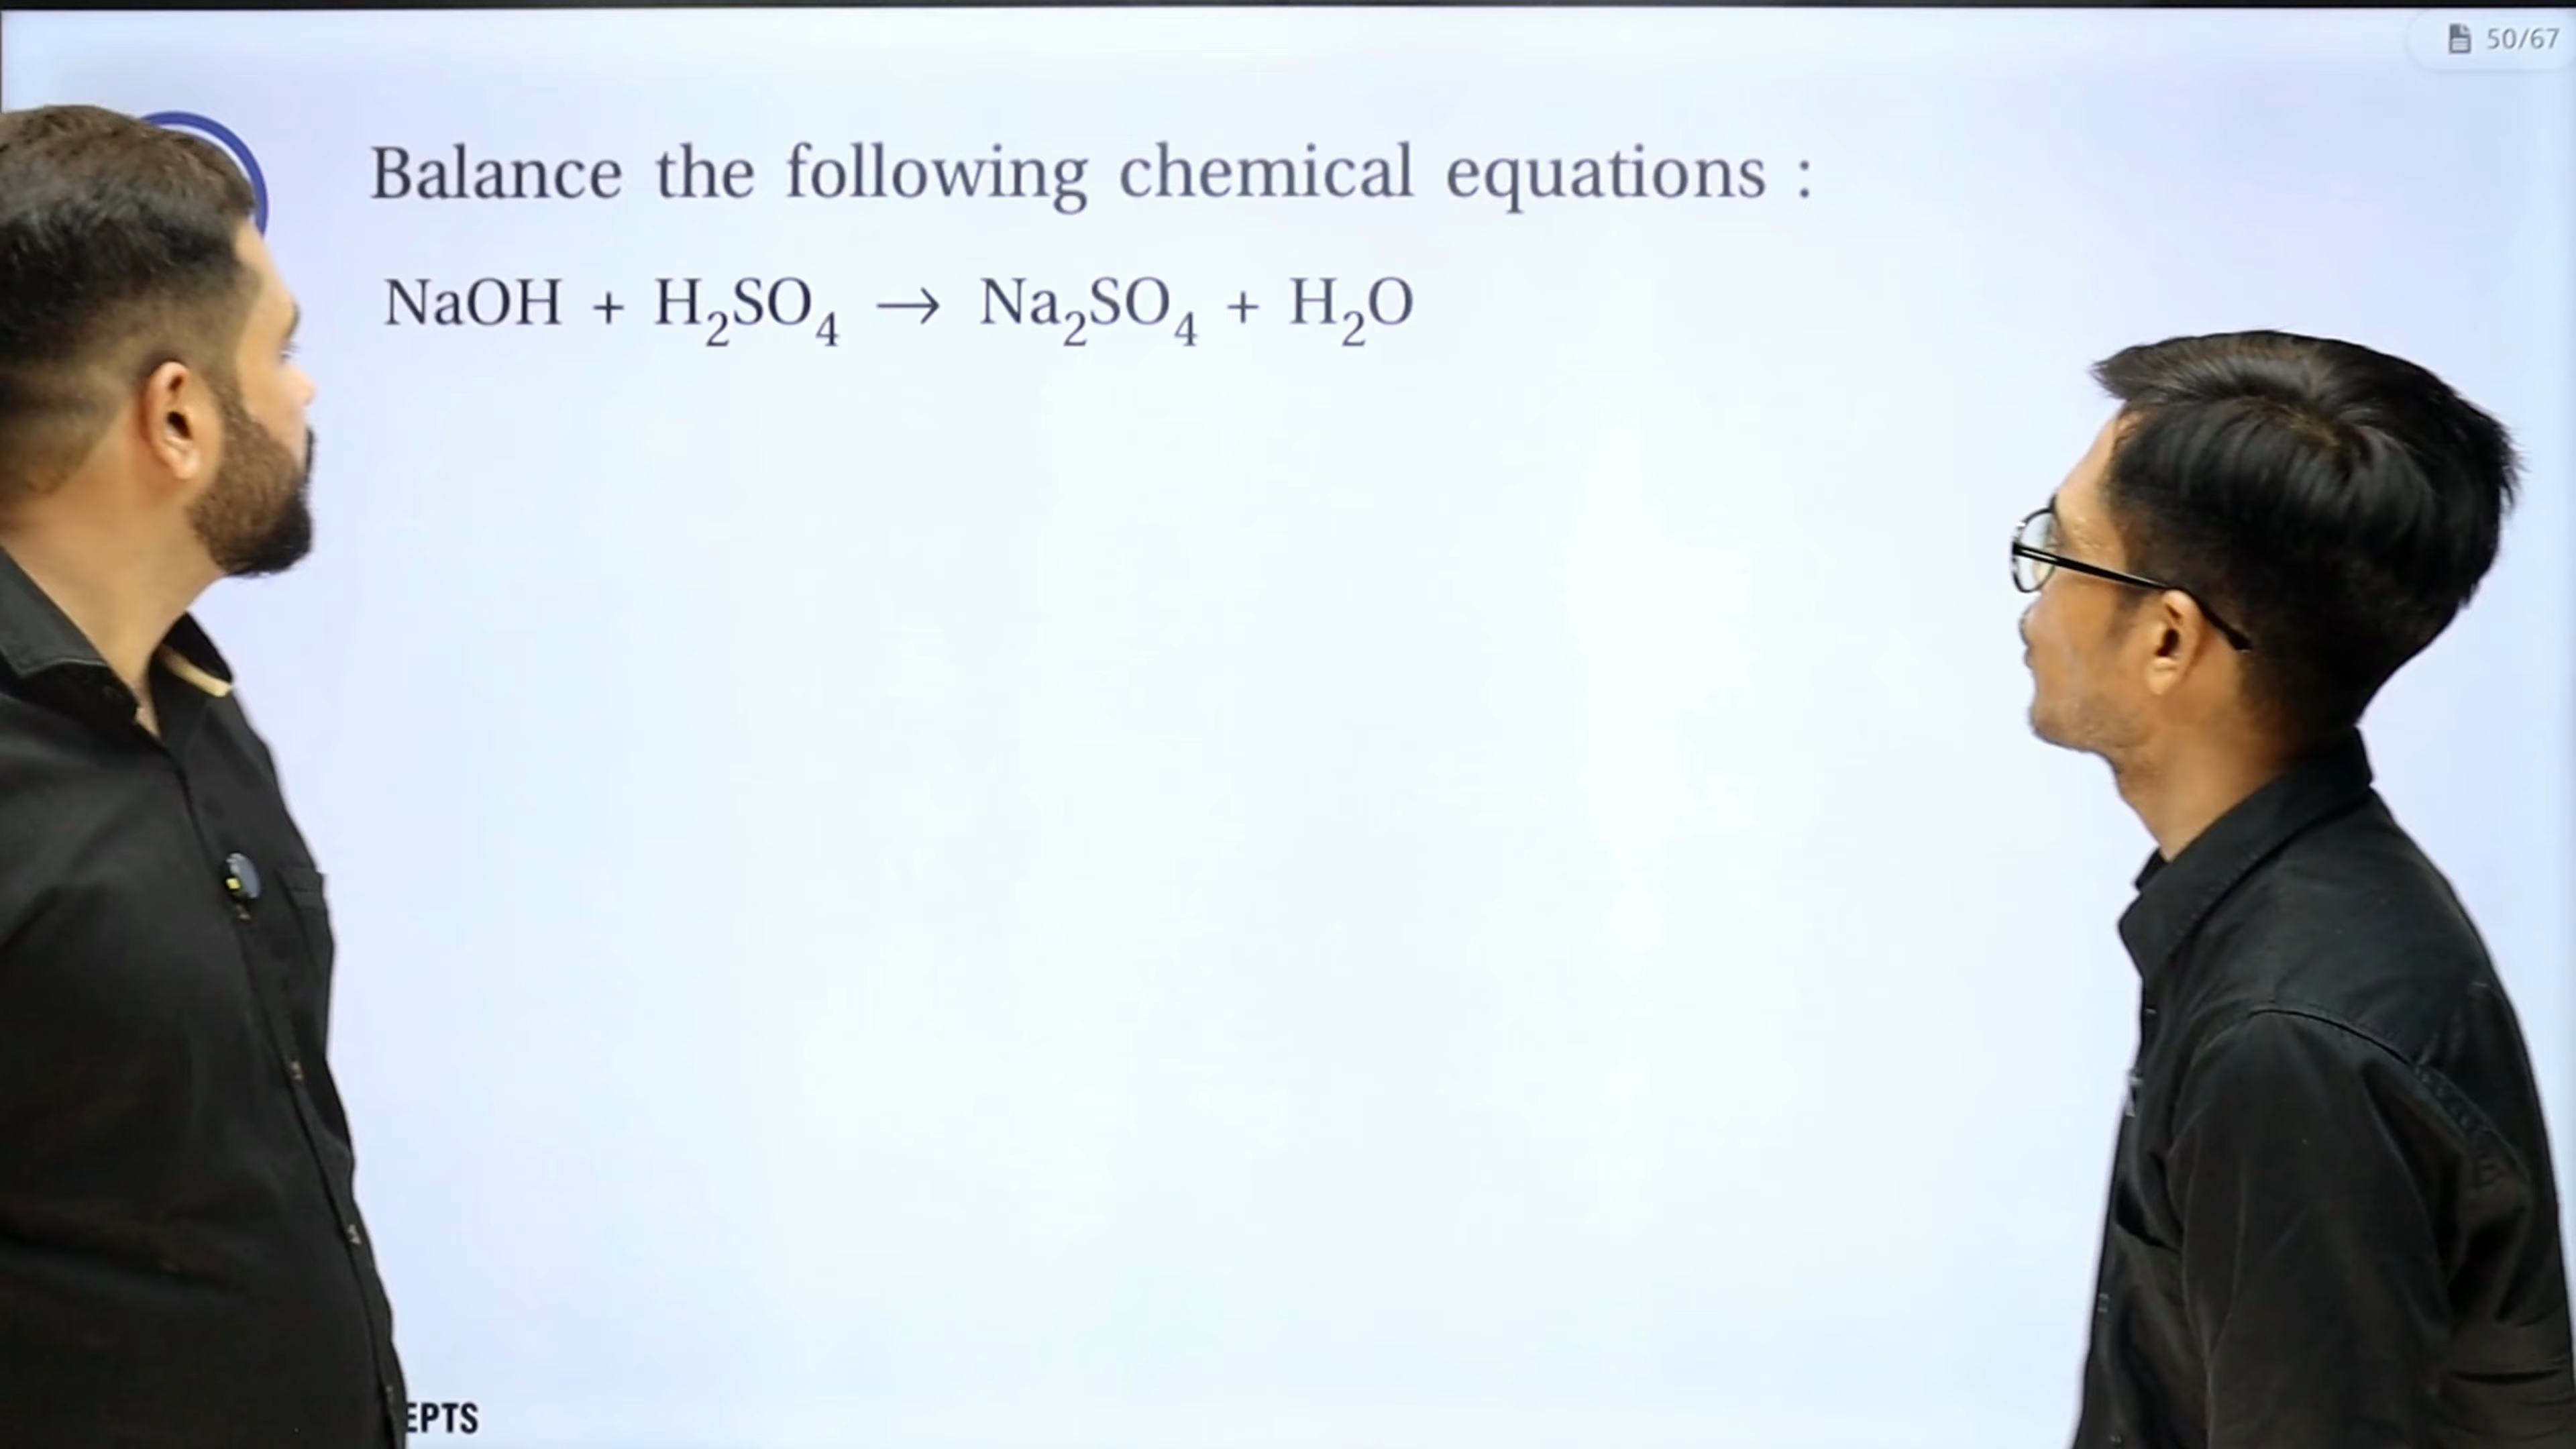 50/67
Balance the following chemical equations :
NaOH + H₂SO₄ → Na₂SO₄ + H₂O
EPTS